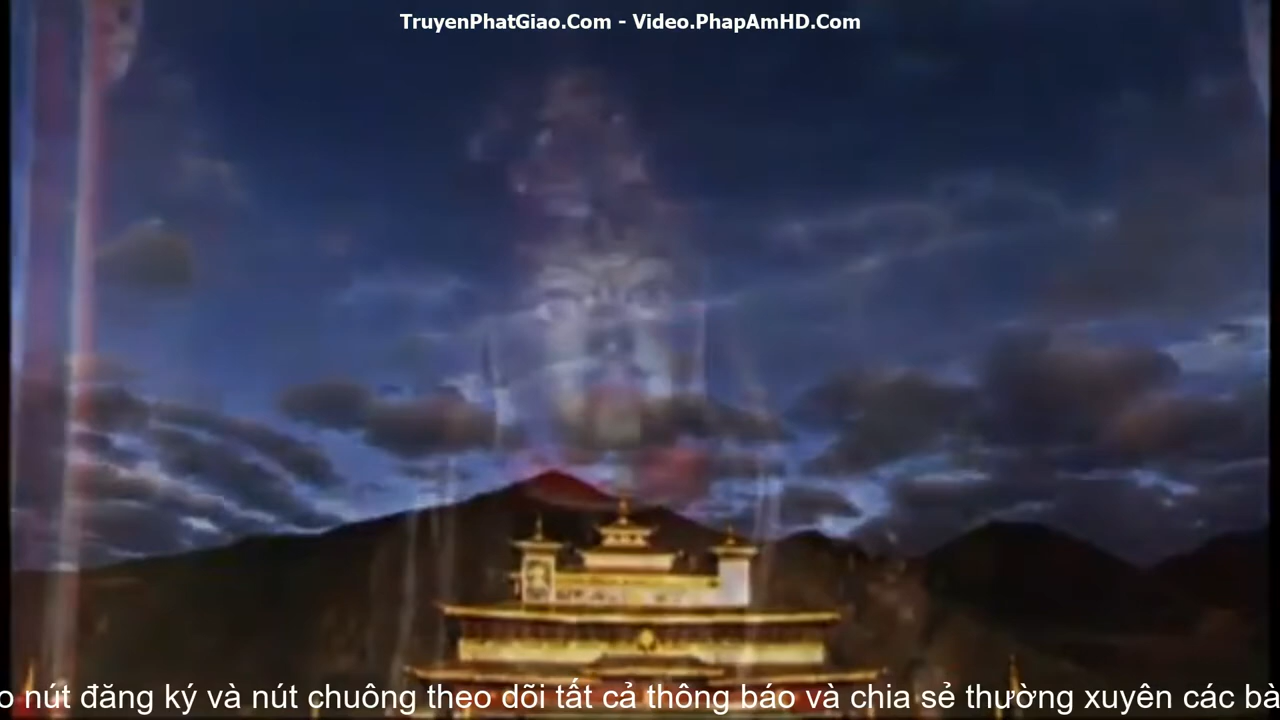 TruyenPhatGiao.Com - Video.PhapAmHD.Com
nút đăng ký và nút chuông theo dõi tất cả thông báo và chia sẻ thường xuyên các